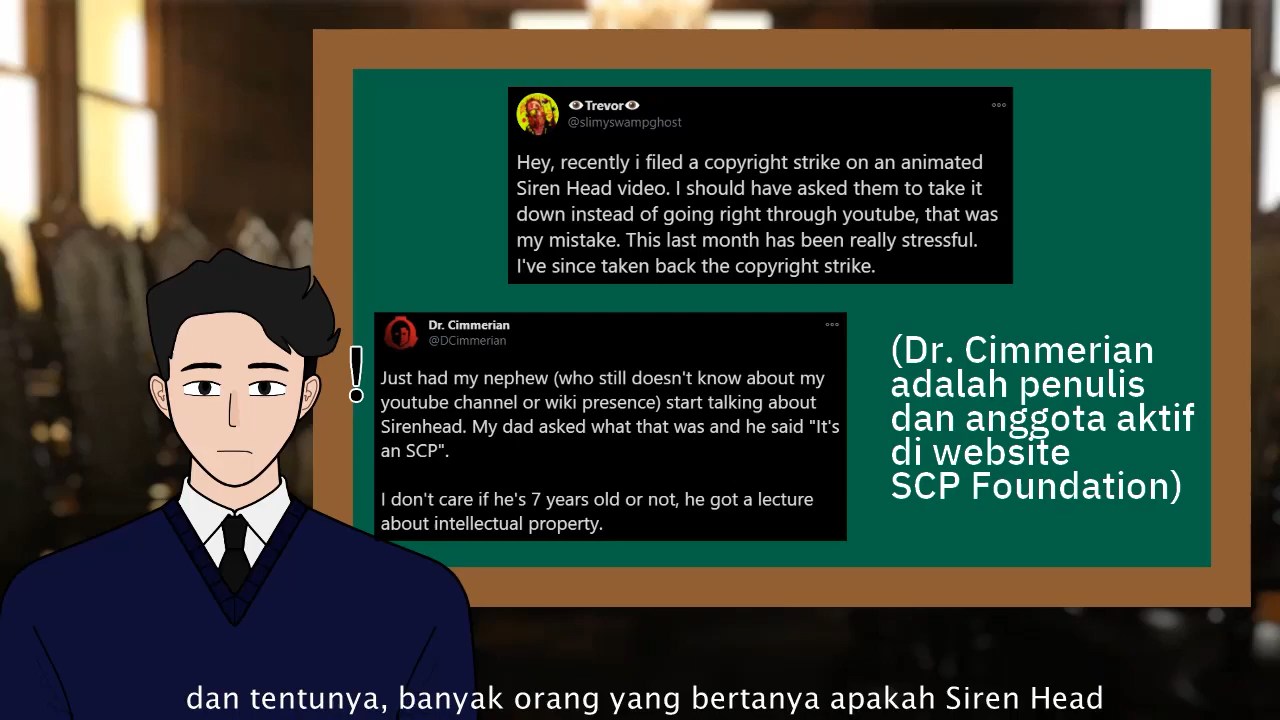 👁Trevor👁
@slimyswampghost
Hey, recently i filed a copyright strike on an animated
Siren Head video. I should have asked them to take it
down instead of going right through youtube, that was
my mistake. This last month has been really stressful.
I've since taken back the copyright strike.
Dr. Cimmerian
@DCimmerian
Just had my nephew (who still doesn't know about my
youtube channel or wiki presence) start talking about
Sirenhead. My dad asked what that was and he said "It's
an SCP".
I don't care if he's 7 years old or not, he got a lecture
about intellectual property.
(Dr. Cimmerian
adalah penulis
dan anggota aktif
di website
SCP Foundation)
!
dan tentunya, banyak orang yang bertanya apakah Siren Head